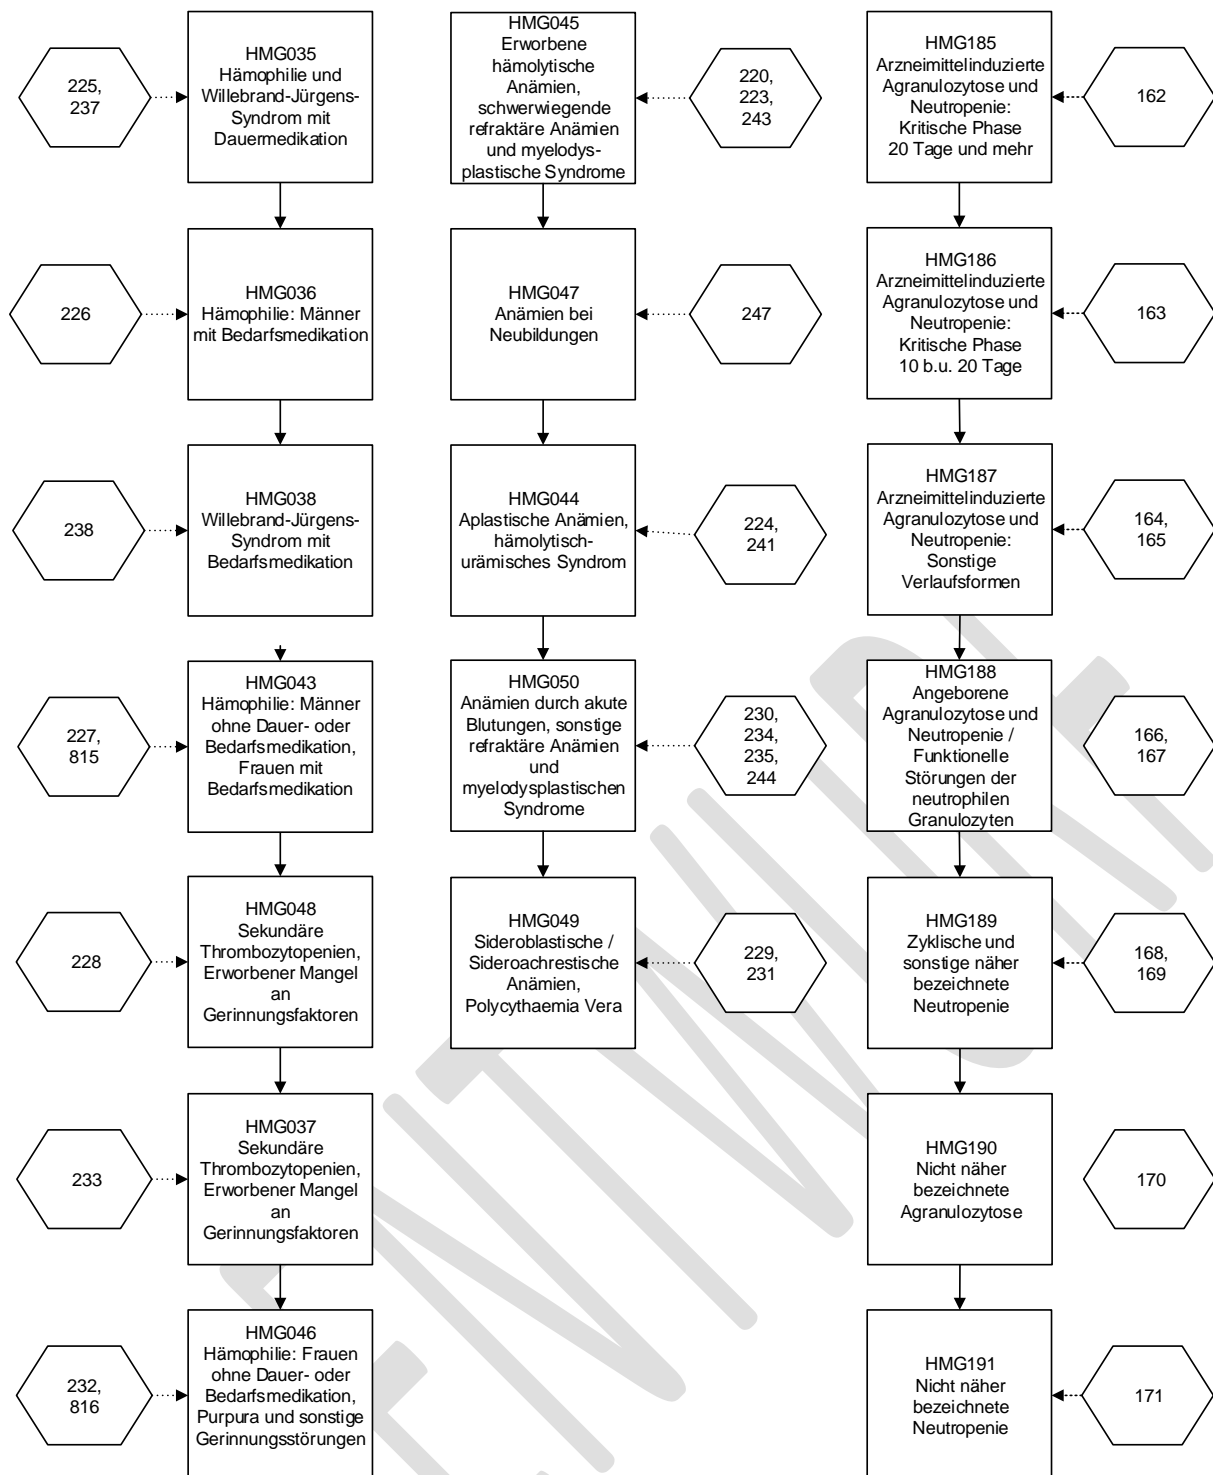 225,
237
HMG035
Hämophilie und
Willebrand-Jürgens-
Syndrom mit
Dauermedikation
226
HMG036
Hämophilie: Männer
mit Bedarfsmedikation
238
HMG038
Willebrand-Jürgens-
Syndrom mit
Bedarfsmedikation
227,
815
HMG043
Hämophilie: Männer
ohne Dauer- oder
Bedarfsmedikation,
Frauen mit
Bedarfsmedikation
228
HMG048
Sekundäre
Thrombozytopenien,
Erworbener Mangel
an
Gerinnungsfaktoren
233
HMG037
Sekundäre
Thrombozytopenien,
Erworbener Mangel
an
Gerinnungsfaktoren
232,
816
HMG046
Hämophilie: Frauen
ohne Dauer- oder
Bedarfsmedikation,
Purpura und sonstige
Gerinnungsstörungen
HMG045
Erworbene
hämolytische
Anämien,
schwerwiegende
refraktäre Anämien
und myelodys-
plastische Syndrome
220,
223,
243
HMG047
Anämien bei
Neubildungen
247
HMG044
Aplastische Anämien,
hämolytisch-
urämisches Syndrom
224,
241
HMG050
Anämien durch akute
Blutungen, sonstige
refraktäre Anämien
und
myelodysplastischen
Syndrome
230,
234,
235,
244
HMG049
Sideroblastische /
Sideroachrestische
Anämien,
Polycythaemia Vera
229,
231
HMG185
Arzneimittelinduzierte
Agranulozytose und
Neutropenie:
Kritische Phase
20 Tage und mehr
162
HMG186
Arzneimittelinduzierte
Agranulozytose und
Neutropenie:
Kritische Phase
10 b.u. 20 Tage
163
HMG187
Arzneimittelinduzierte
Agranulozytose und
Neutropenie:
Sonstige
Verlaufsformen
164,
165
HMG188
Angeborene
Agranulozytose und
Neutropenie /
Funktionelle
Störungen der
neutrophilen
Granulozyten
166,
167
HMG189
Zyklische und
sonstige näher
bezeichnete
Neutropenie
168,
169
HMG190
Nicht näher
bezeichnete
Agranulozytose
170
HMG191
Nicht näher
bezeichnete
Neutropenie
171